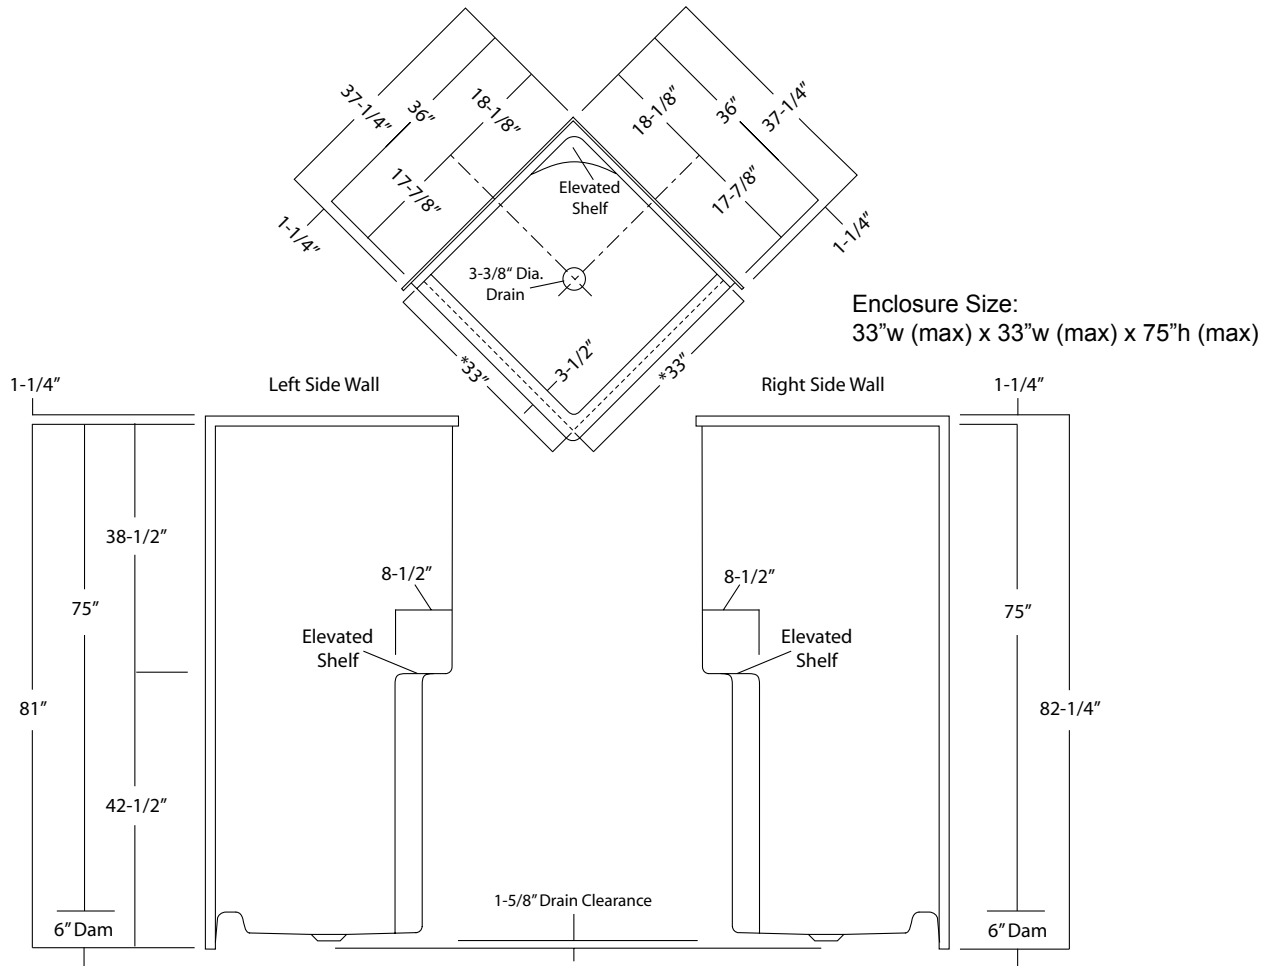 37-1/4”
36”
18-1/8”
17-7/8”
1-1/4”
18-1/8”
36”
37-1/4”
17-7/8”
1-1/4”
Elevated
Shelf
3-3/8“ Dia.
Drain
*33”
3-1/2”
*33”
Enclosure Size:
33”w (max) x 33”w (max) x 75”h (max)
1-1/4”
Left Side Wall
Right Side Wall
1-1/4”
38-1/2”
75”
81”
42-1/2”
6” Dam
8-1/2”
Elevated
Shelf
8-1/2”
Elevated
Shelf
75”
82-1/4”
6” Dam
1-5/8” Drain Clearance